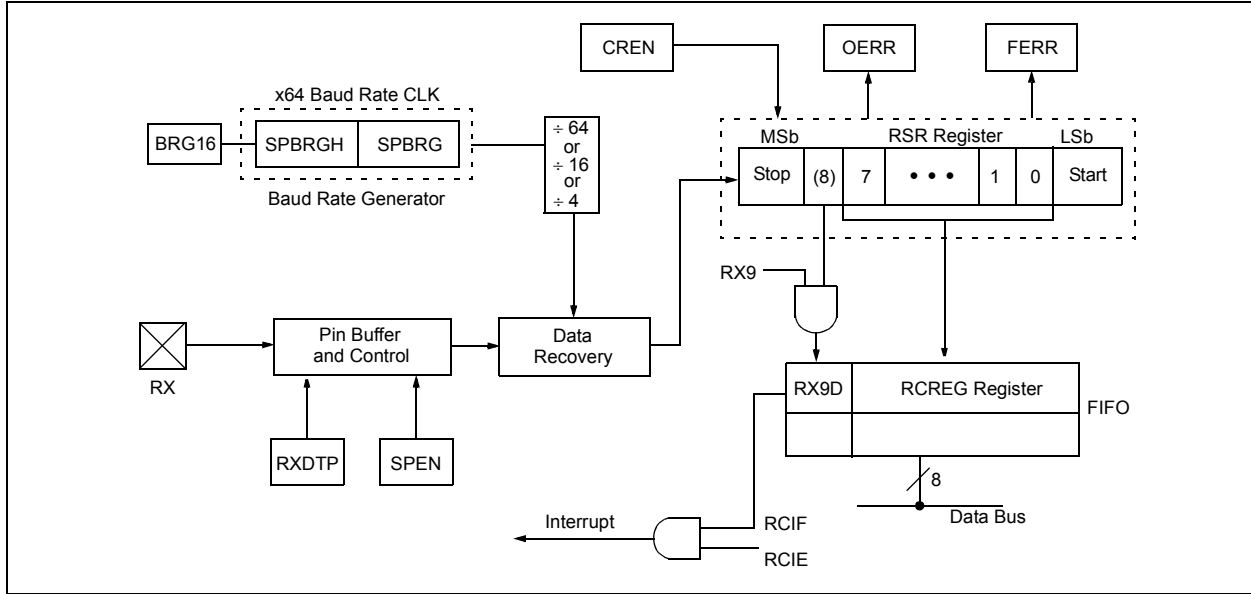 CREN
OERR
FERR
x64 Baud Rate CLK
BRG16
SPBRGH
SPBRG
Baud Rate Generator
÷ 64
or
÷ 16
or
÷ 4
MSb
RSR Register
LSb
Stop
(8)
7
• • •
1
0
Start
RX9
RX
Pin Buffer
and Control
Data
Recovery
RXDTP
SPEN
RX9D
RCREG Register
FIFO
8
Data Bus
Interrupt
RCIF
RCIE